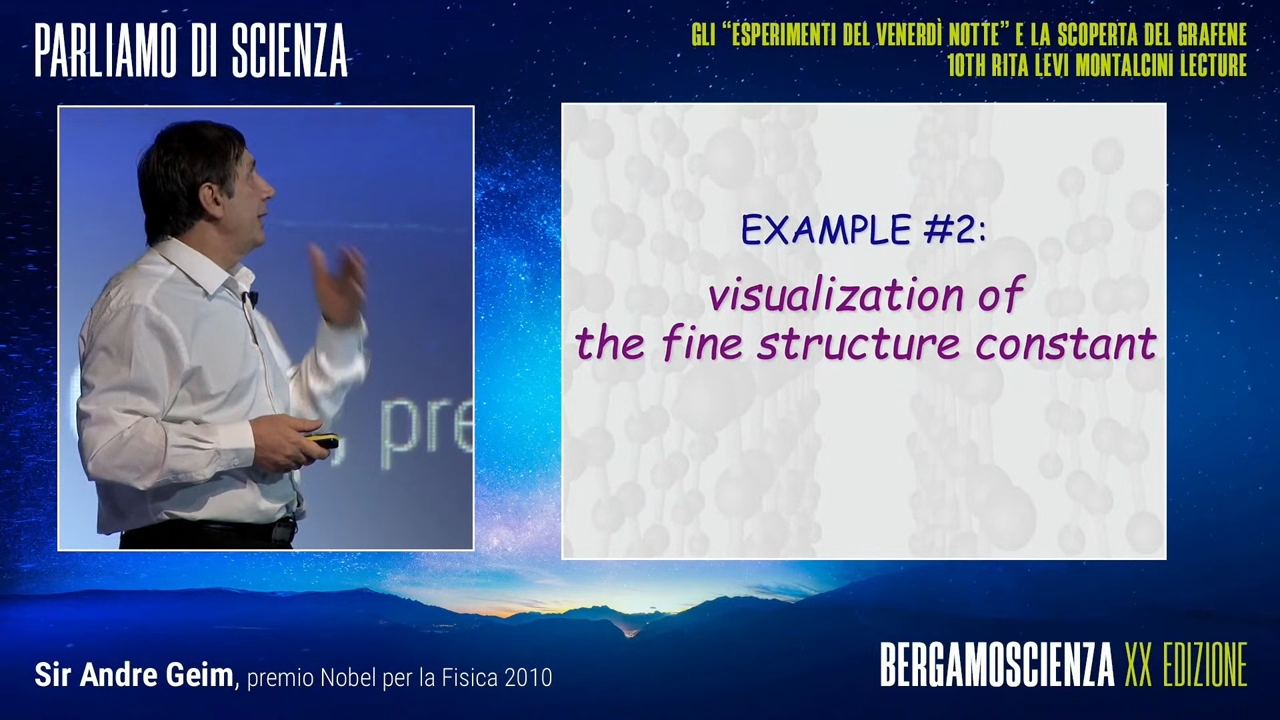 PARLIAMO DI SCIENZA
GLI “ESPERIMENTI DEL VENERDÌ NOTTE” E LA SCOPERTA DEL GRAFENE
10TH RITA LEVI MONTALCINI LECTURE
, pre
EXAMPLE #2:
visualization of
the fine structure constant
Sir Andre Geim, premio Nobel per la Fisica 2010
BERGAMOSCIENZA XX EDIZIONE